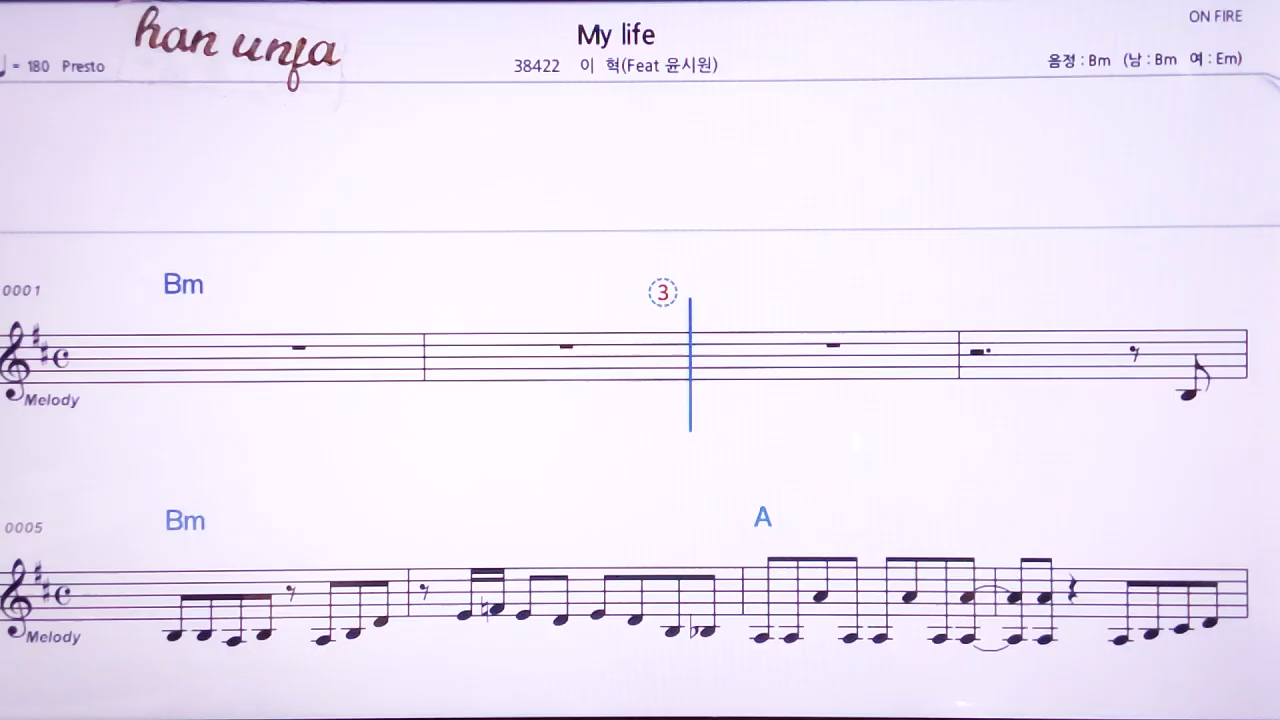 ON FIRE
han unfa
My life
= 180 Presto
38422 이 혁(Feat 윤시원)
음정 : Bm (남 : Bm 여 : Em)
0001
Bm
3
Melody
0005
Bm
A
Melody